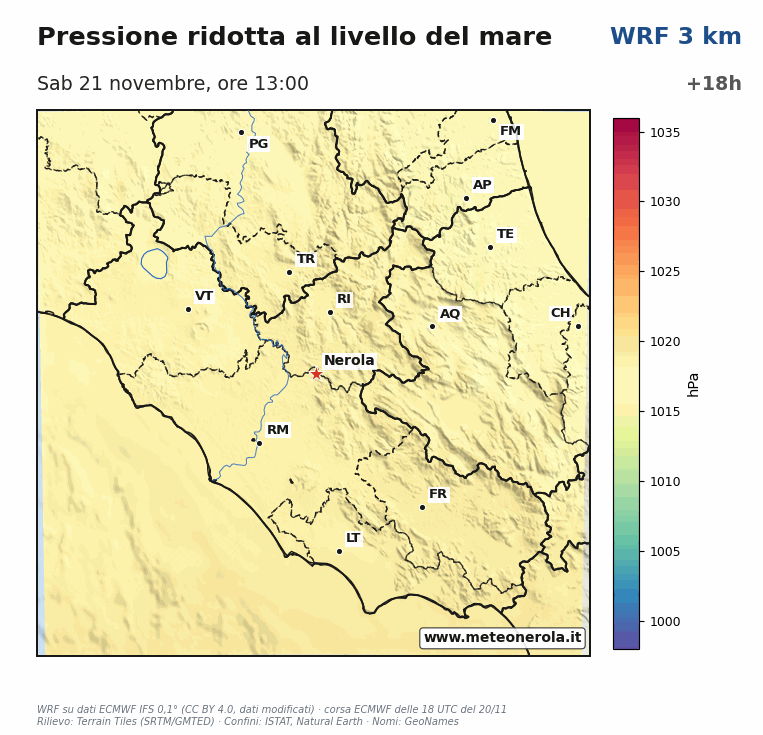 Pressione ridotta al livello del mare
WRF 3 km
Sab 21 novembre, ore 13:00
+18h
FM
PG
AP
TE
TR
RI
VT
AQ
CH
Nerola
RM
FR
LT
www.meteonerola.it
1035
1030
1025
1020
1015
1010
1005
1000
hPa
WRF su dati ECMWF IFS 0,1° (CC BY 4.0, dati modificati) · corsa ECMWF delle 18 UTC del 20/11
Rilievo: Terrain Tiles (SRTM/GMTED) · Confini: ISTAT, Natural Earth · Nomi: GeoNames